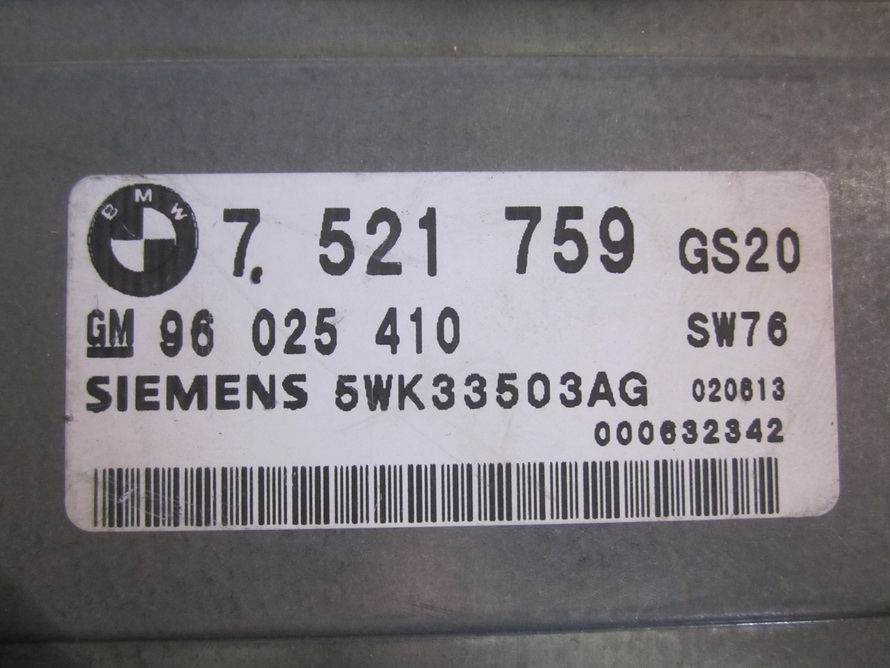 BMW 7. 521 759 GS20
GM 96 025 410 SW76
SIEMENS 5WK33503AG 020613
000632342